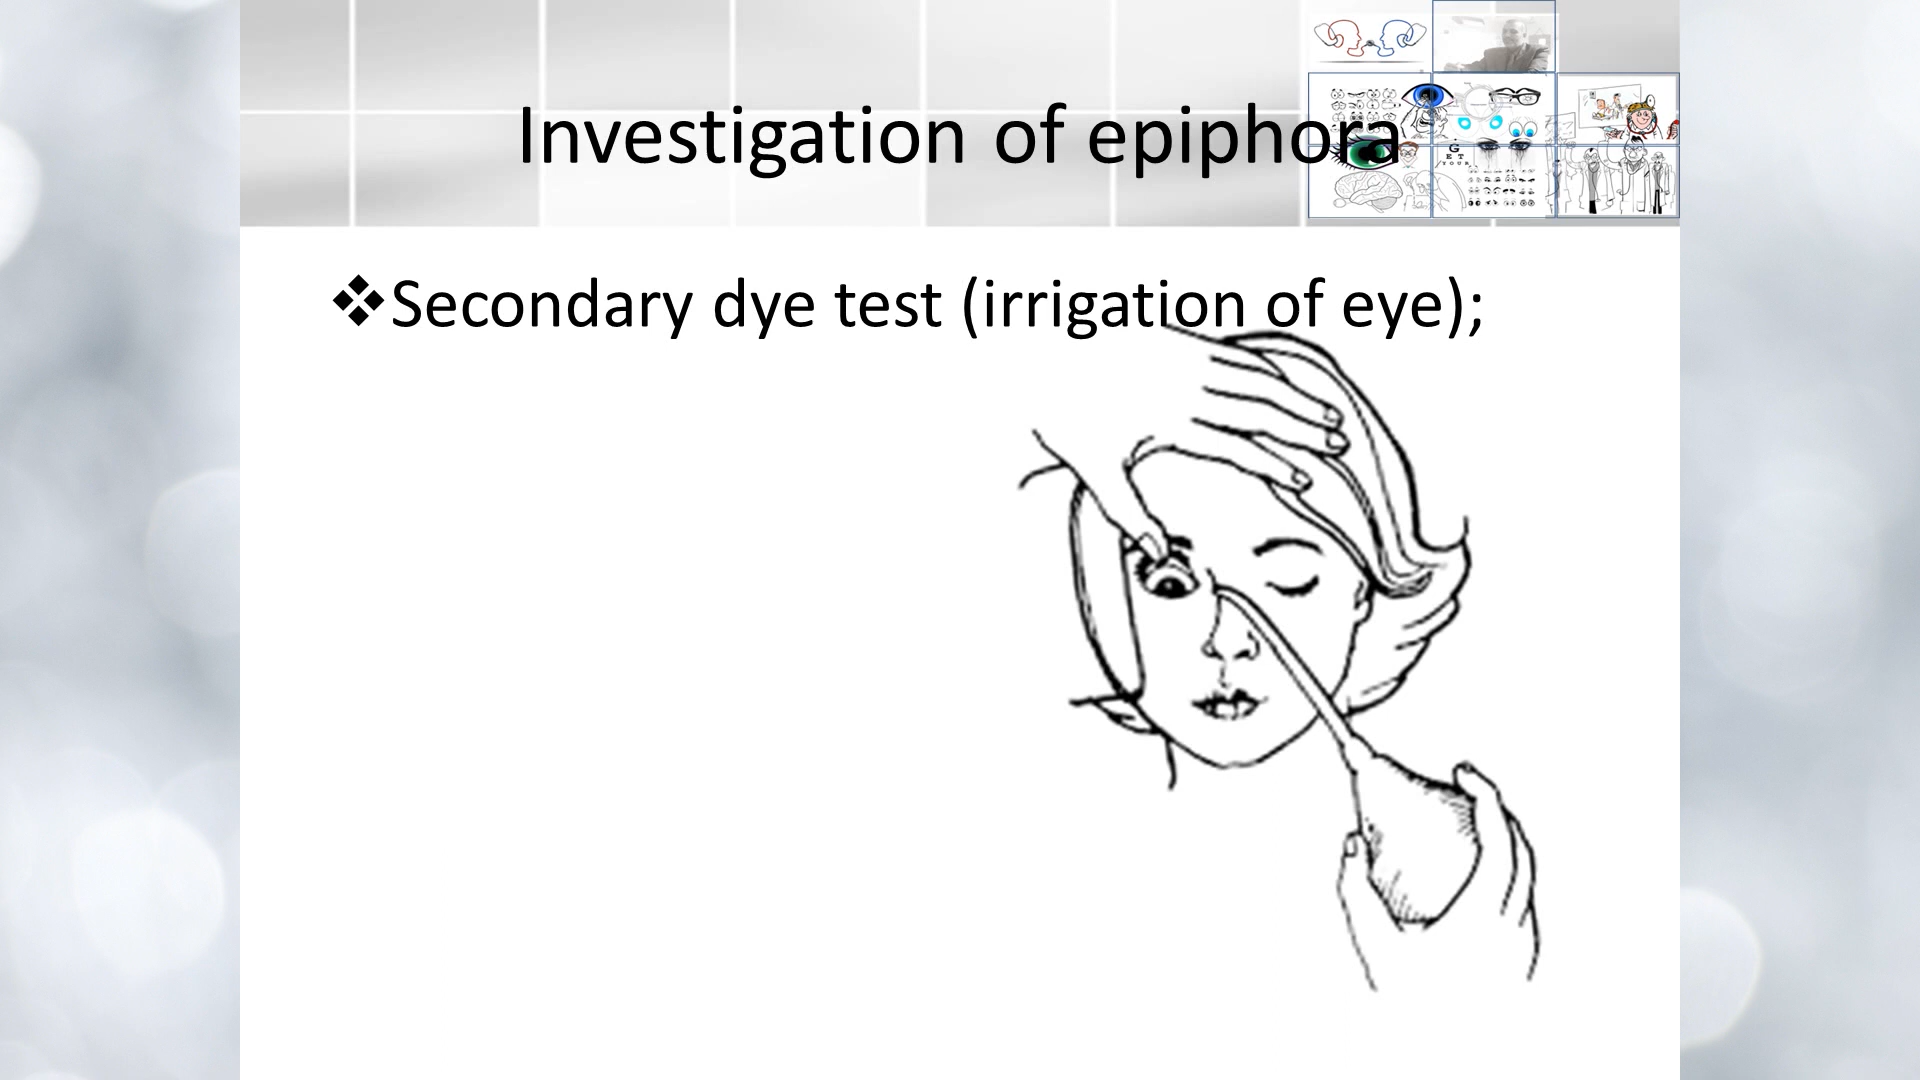 Investigation of epiphora
❖Secondary dye test (irrigation of eye);
G
E T
Y O U R